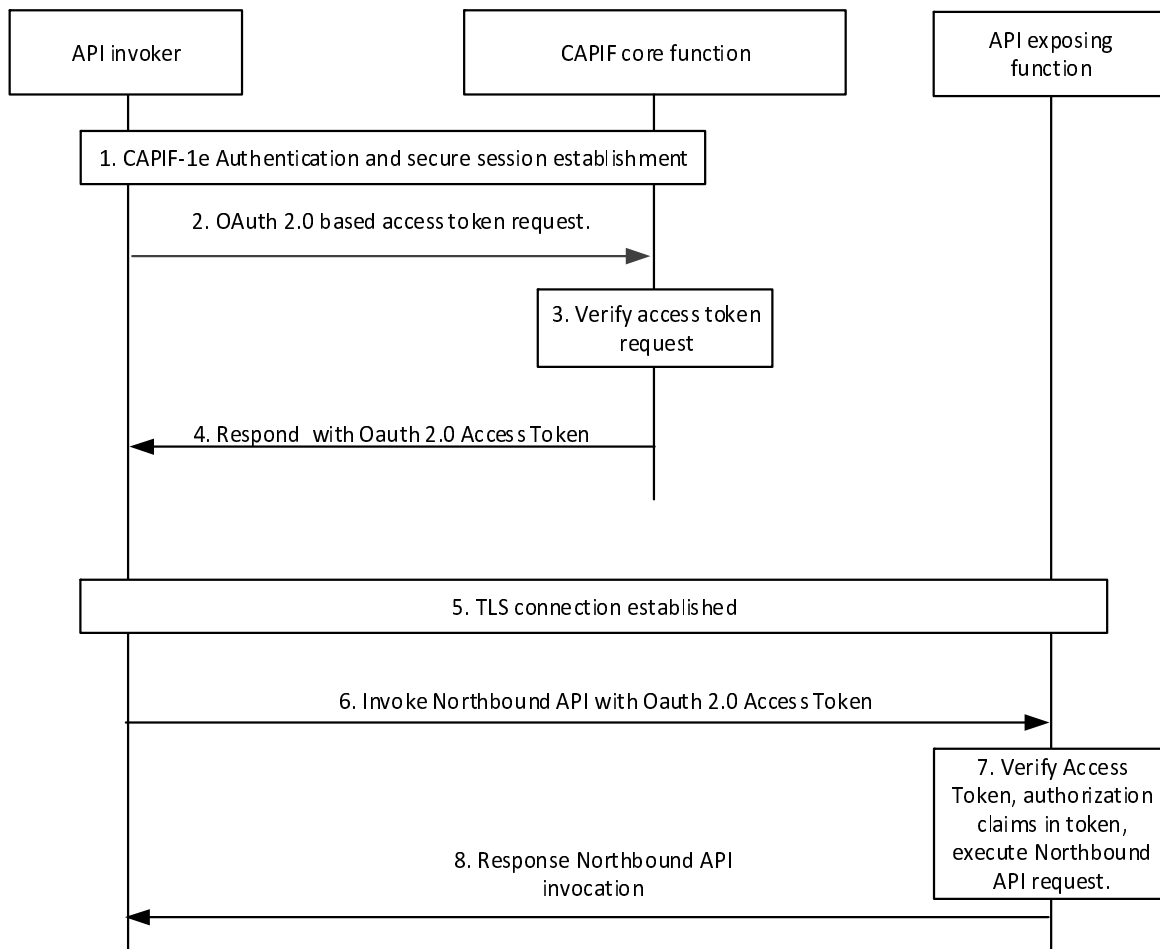 API invoker
CAPIF core function
API exposing
function
1. CAPIF-1e Authentication and secure session establishment
2. OAuth 2.0 based access token request.
3. Verify access token
request
4. Respond with Oauth 2.0 Access Token
5. TLS connection established
6. Invoke Northbound API with Oauth 2.0 Access Token
7. Verify Access
Token, authorization
claims in token,
execute Northbound
API request.
8. Response Northbound API
invocation